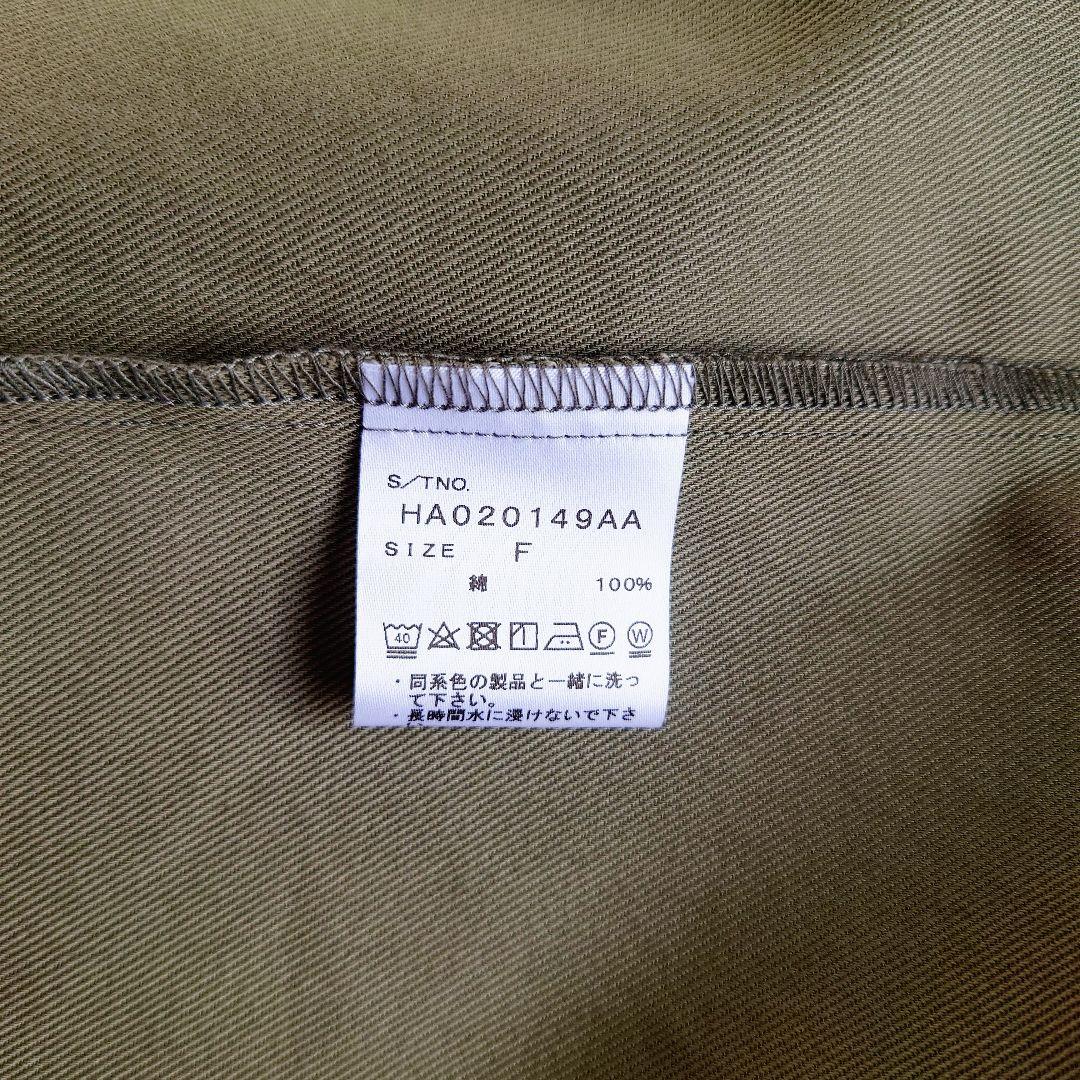 S/TNO.
HA020149AA
SIZE F
綿 100%
40 F W
・同系色の製品と一緒に洗っ
て下さい。
・長時間水に浸けないで下さ